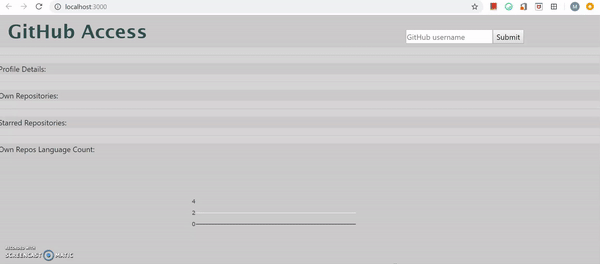 localhost:3000
M
GitHub Access
GitHub username Submit
Profile Details:
Own Repositories:
Starred Repositories:
Own Repos Language Count:
4
2
0
RECORDED WITH
SCREENCAST MATIC